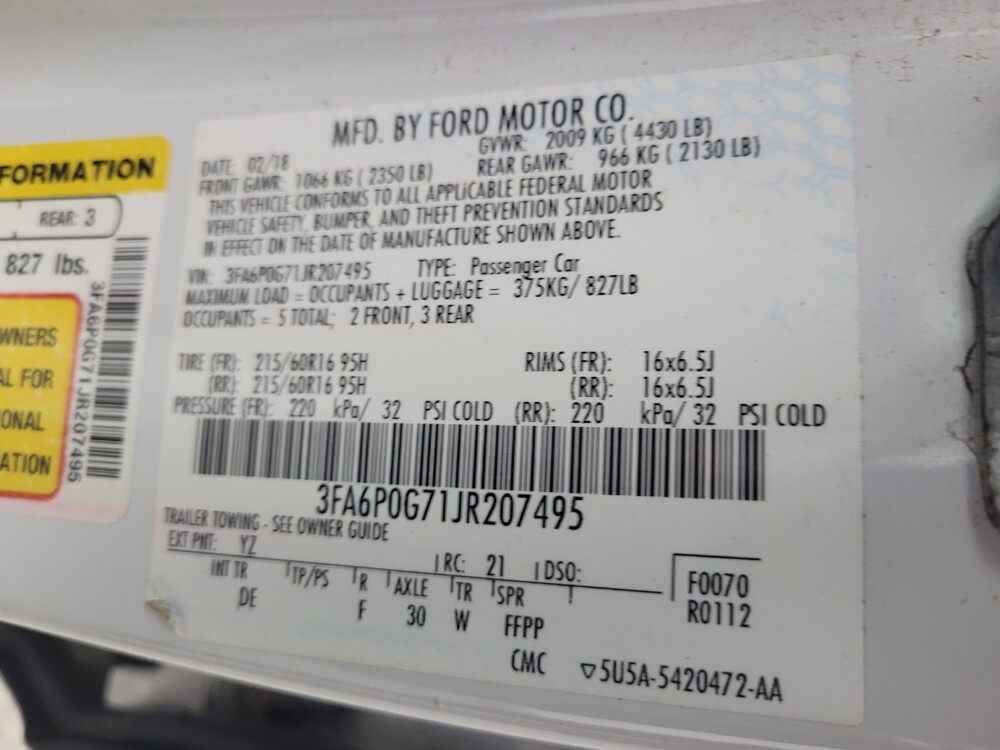 FORMATION
REAR: 3
827 lbs.
WNERS
AL FOR
ONAL
ATION
3FA6P0G71JR207495
MFD. BY FORD MOTOR CO.
DATE: 02/18 GVWR: 2009 KG ( 4430 LB)
FRONT GAWR: 1066 KG ( 2350 LB) REAR GAWR: 966 KG ( 2130 LB)
THIS VEHICLE CONFORMS TO ALL APPLICABLE FEDERAL MOTOR
VEHICLE SAFETY, BUMPER, AND THEFT PREVENTION STANDARDS
IN EFFECT ON THE DATE OF MANUFACTURE SHOWN ABOVE.
VIN: 3FA6P0G71JR207495 TYPE: Passenger Car
MAXIMUM LOAD = OCCUPANTS + LUGGAGE = 375KG/ 827LB
OCCUPANTS = 5 TOTAL; 2 FRONT, 3 REAR
TIRE (FR): 215/60R16 95H RIMS (FR): 16x6.5J
(RR): 215/60R16 95H (RR): 16x6.5J
PRESSURE (FR): 220 kPa/ 32 PSI COLD (RR): 220 kPa/ 32 PSI COLD
3FA6P0G71JR207495
TRAILER TOWING - SEE OWNER GUIDE
EXT PNT: YZ RC: 21 DSO:
INT TR TP/PS R AXLE TR SPR F0070
DE F 30 W FFPP R0112
CMC ▽5U5A-5420472-AA